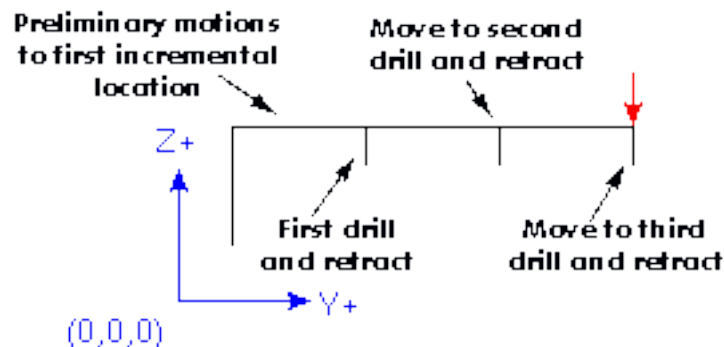 Preliminary motions
to first incremental
location
Move to second
drill and retract
Z+
First drill
and retract
Move to third
drill and retract
Y+
(0,0,0)